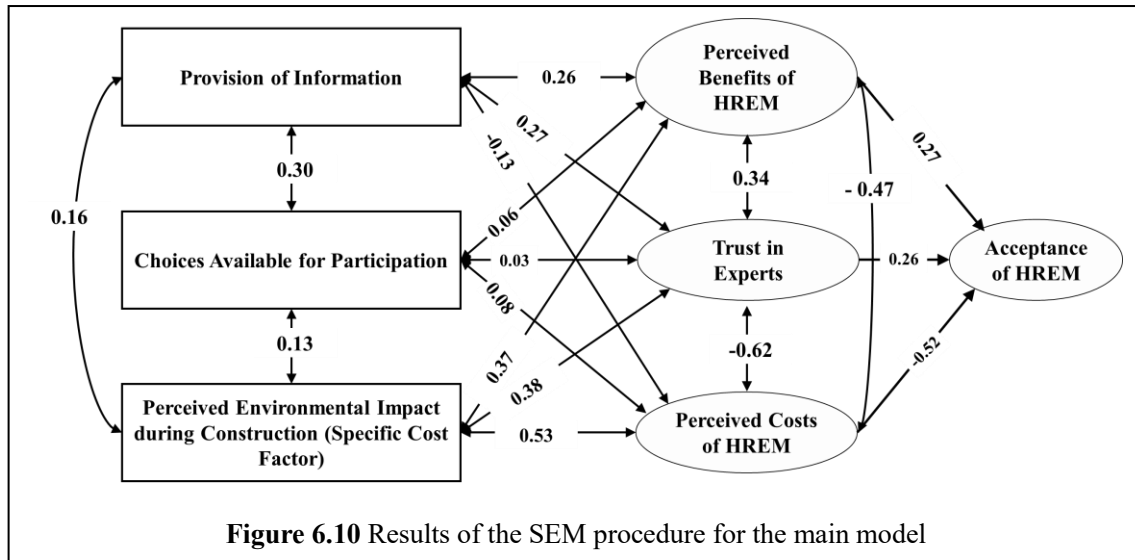 Provision of Information
0.30
Choices Available for Participation
0.13
Perceived Environmental Impact
during Construction (Specific Cost
Factor)
0.16
0.26
0.27
-0.13
0.06
0.03
0.08
0.37
0.38
0.53
Perceived
Benefits of
HREM
0.34
Trust in
Experts
-0.62
Perceived Costs
of HREM
- 0.47
0.27
0.26
-0.52
Acceptance
of HREM
Figure 6.10 Results of the SEM procedure for the main model